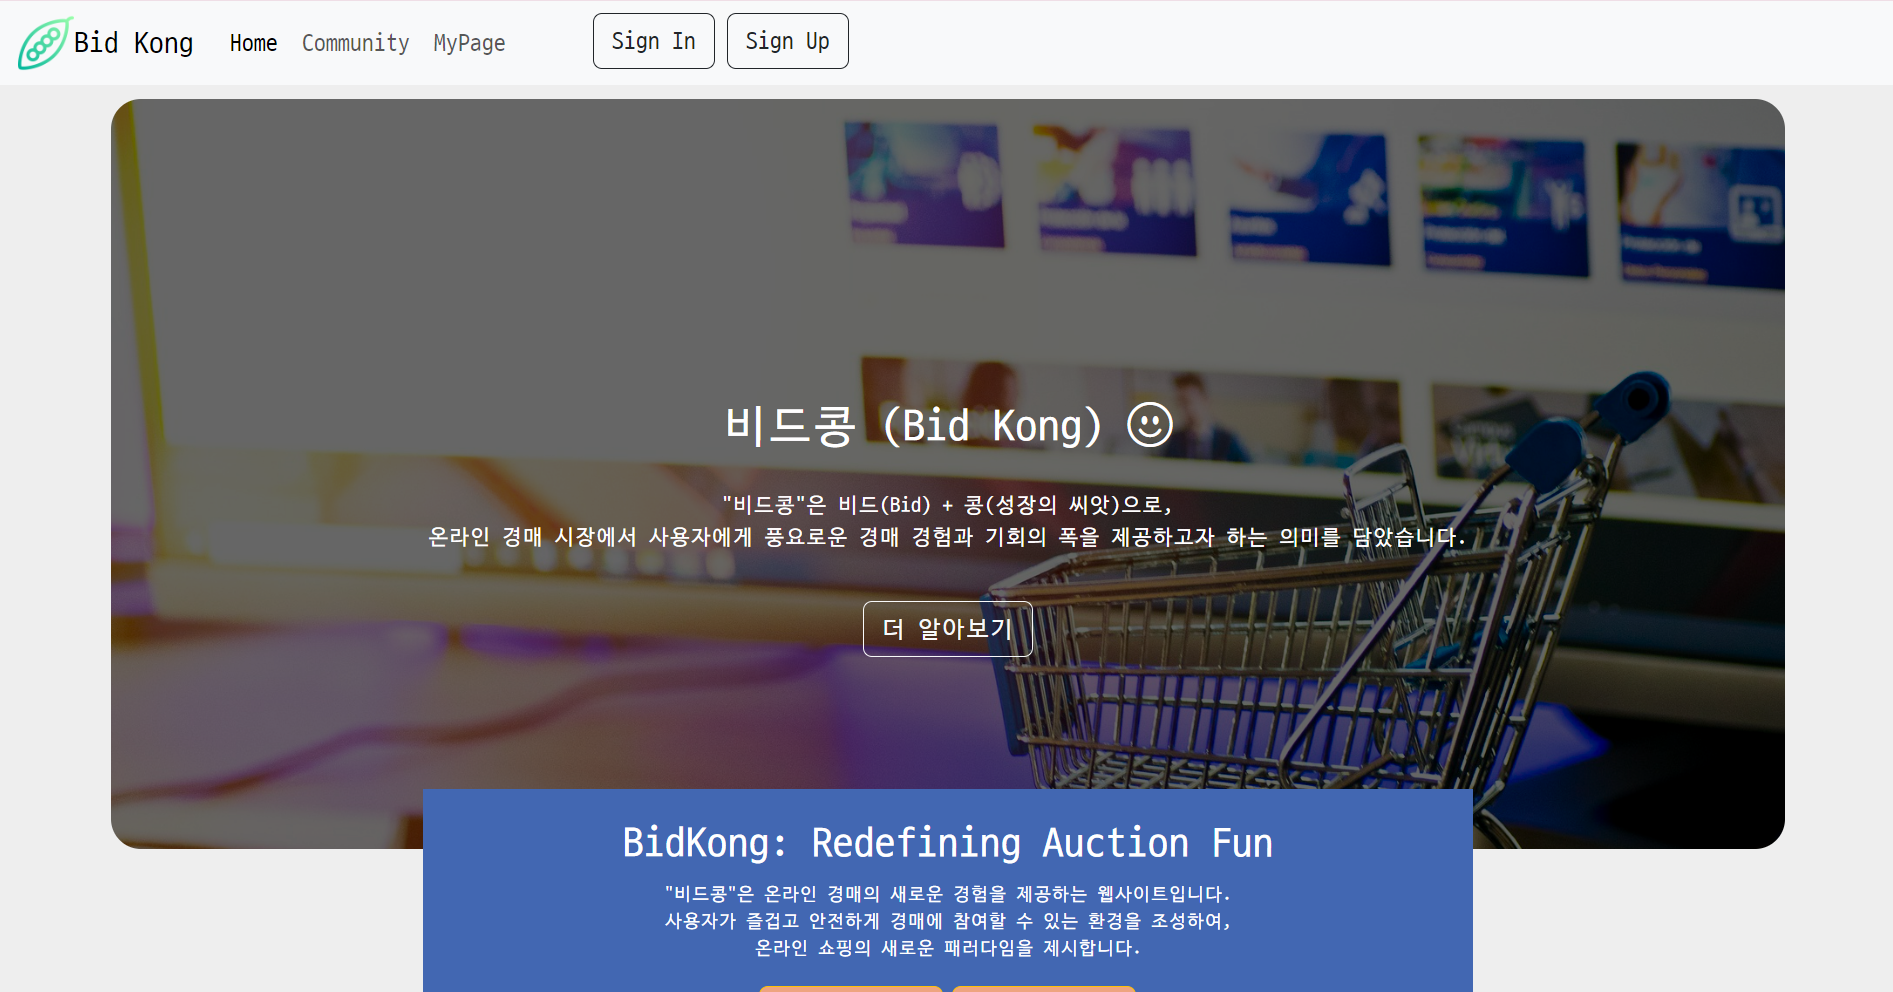 Bid Kong Home Community MyPage Sign In Sign Up
비드콩 (Bid Kong)
"비드콩"은 비드(Bid) + 콩(성장의 씨앗)으로,
온라인 경매 시장에서 사용자에게 풍요로운 경매 경험과 기회의 폭을 제공하고자 하는 의미를 담았습니다.
더 알아보기
BidKong: Redefining Auction Fun
"비드콩"은 온라인 경매의 새로운 경험을 제공하는 웹사이트입니다.
사용자가 즐겁고 안전하게 경매에 참여할 수 있는 환경을 조성하여,
온라인 쇼핑의 새로운 패러다임을 제시합니다.